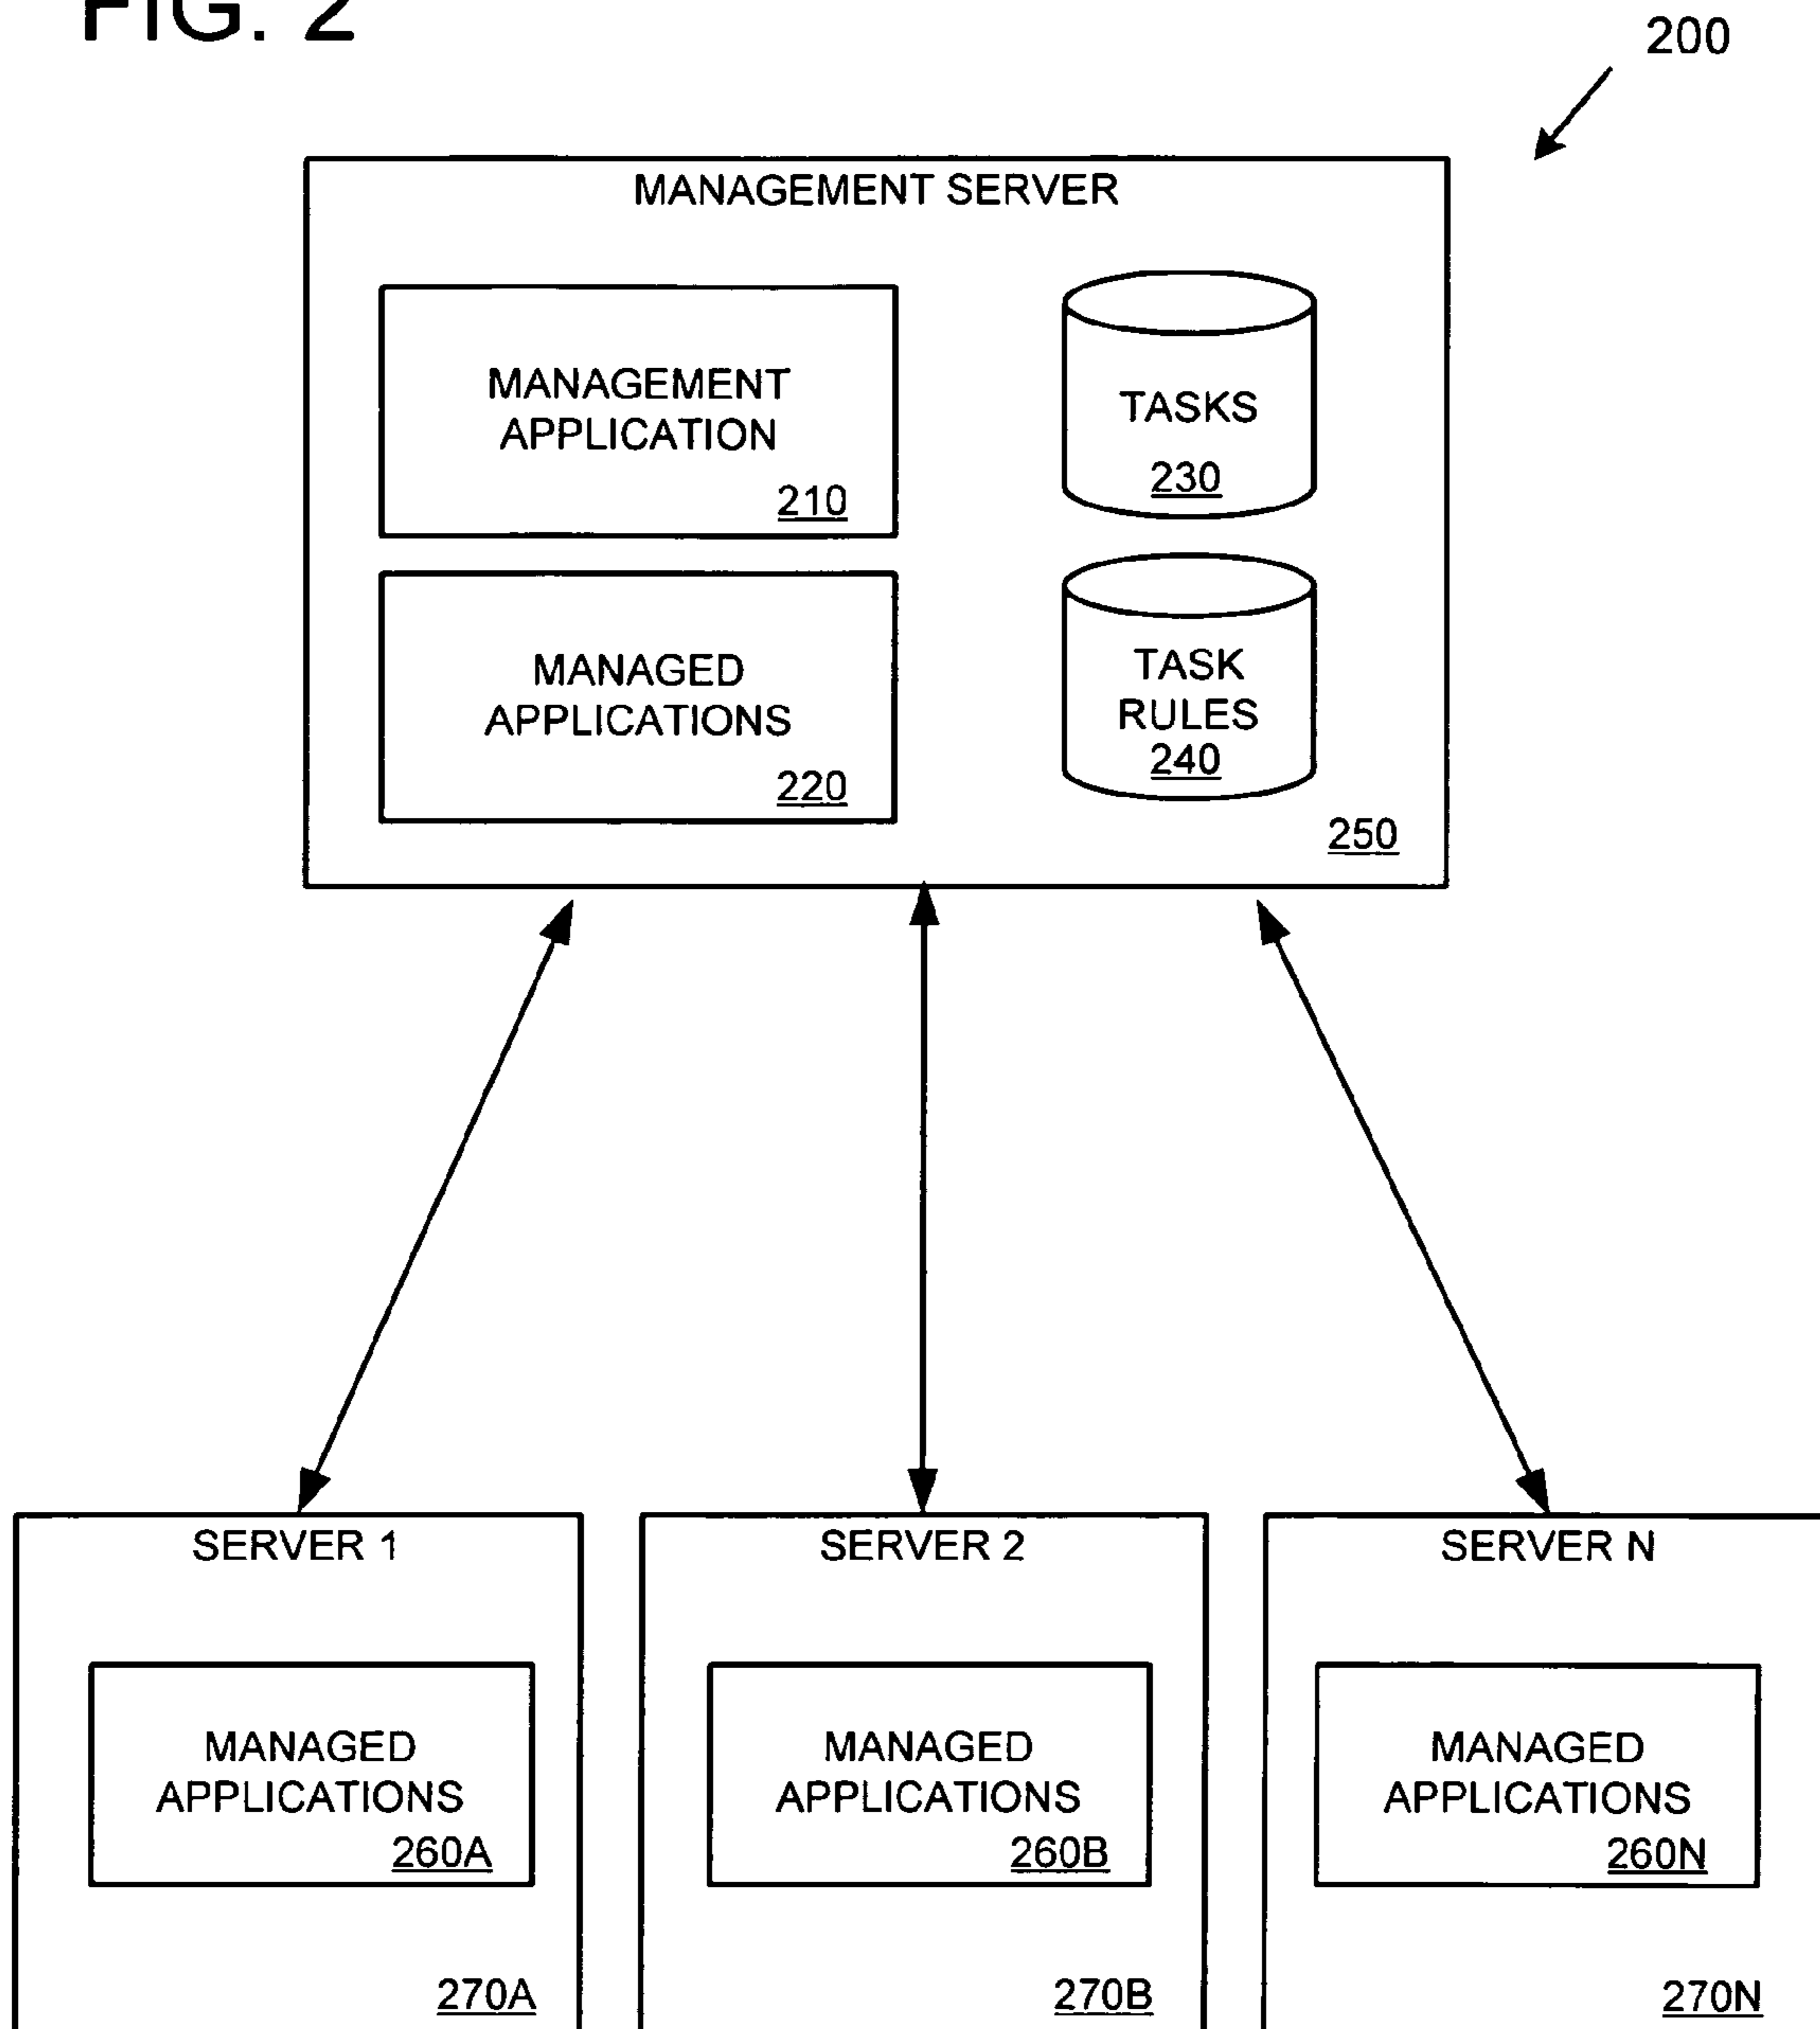 FIG. 2
200
MANAGEMENT SERVER
MANAGEMENT
APPLICATION
210
TASKS
230
MANAGED
APPLICATIONS
220
TASK
RULES
240
250
SERVER 1
MANAGED
APPLICATIONS
260A
270A
SERVER 2
MANAGED
APPLICATIONS
260B
270B
SERVER N
MANAGED
APPLICATIONS
260N
270N